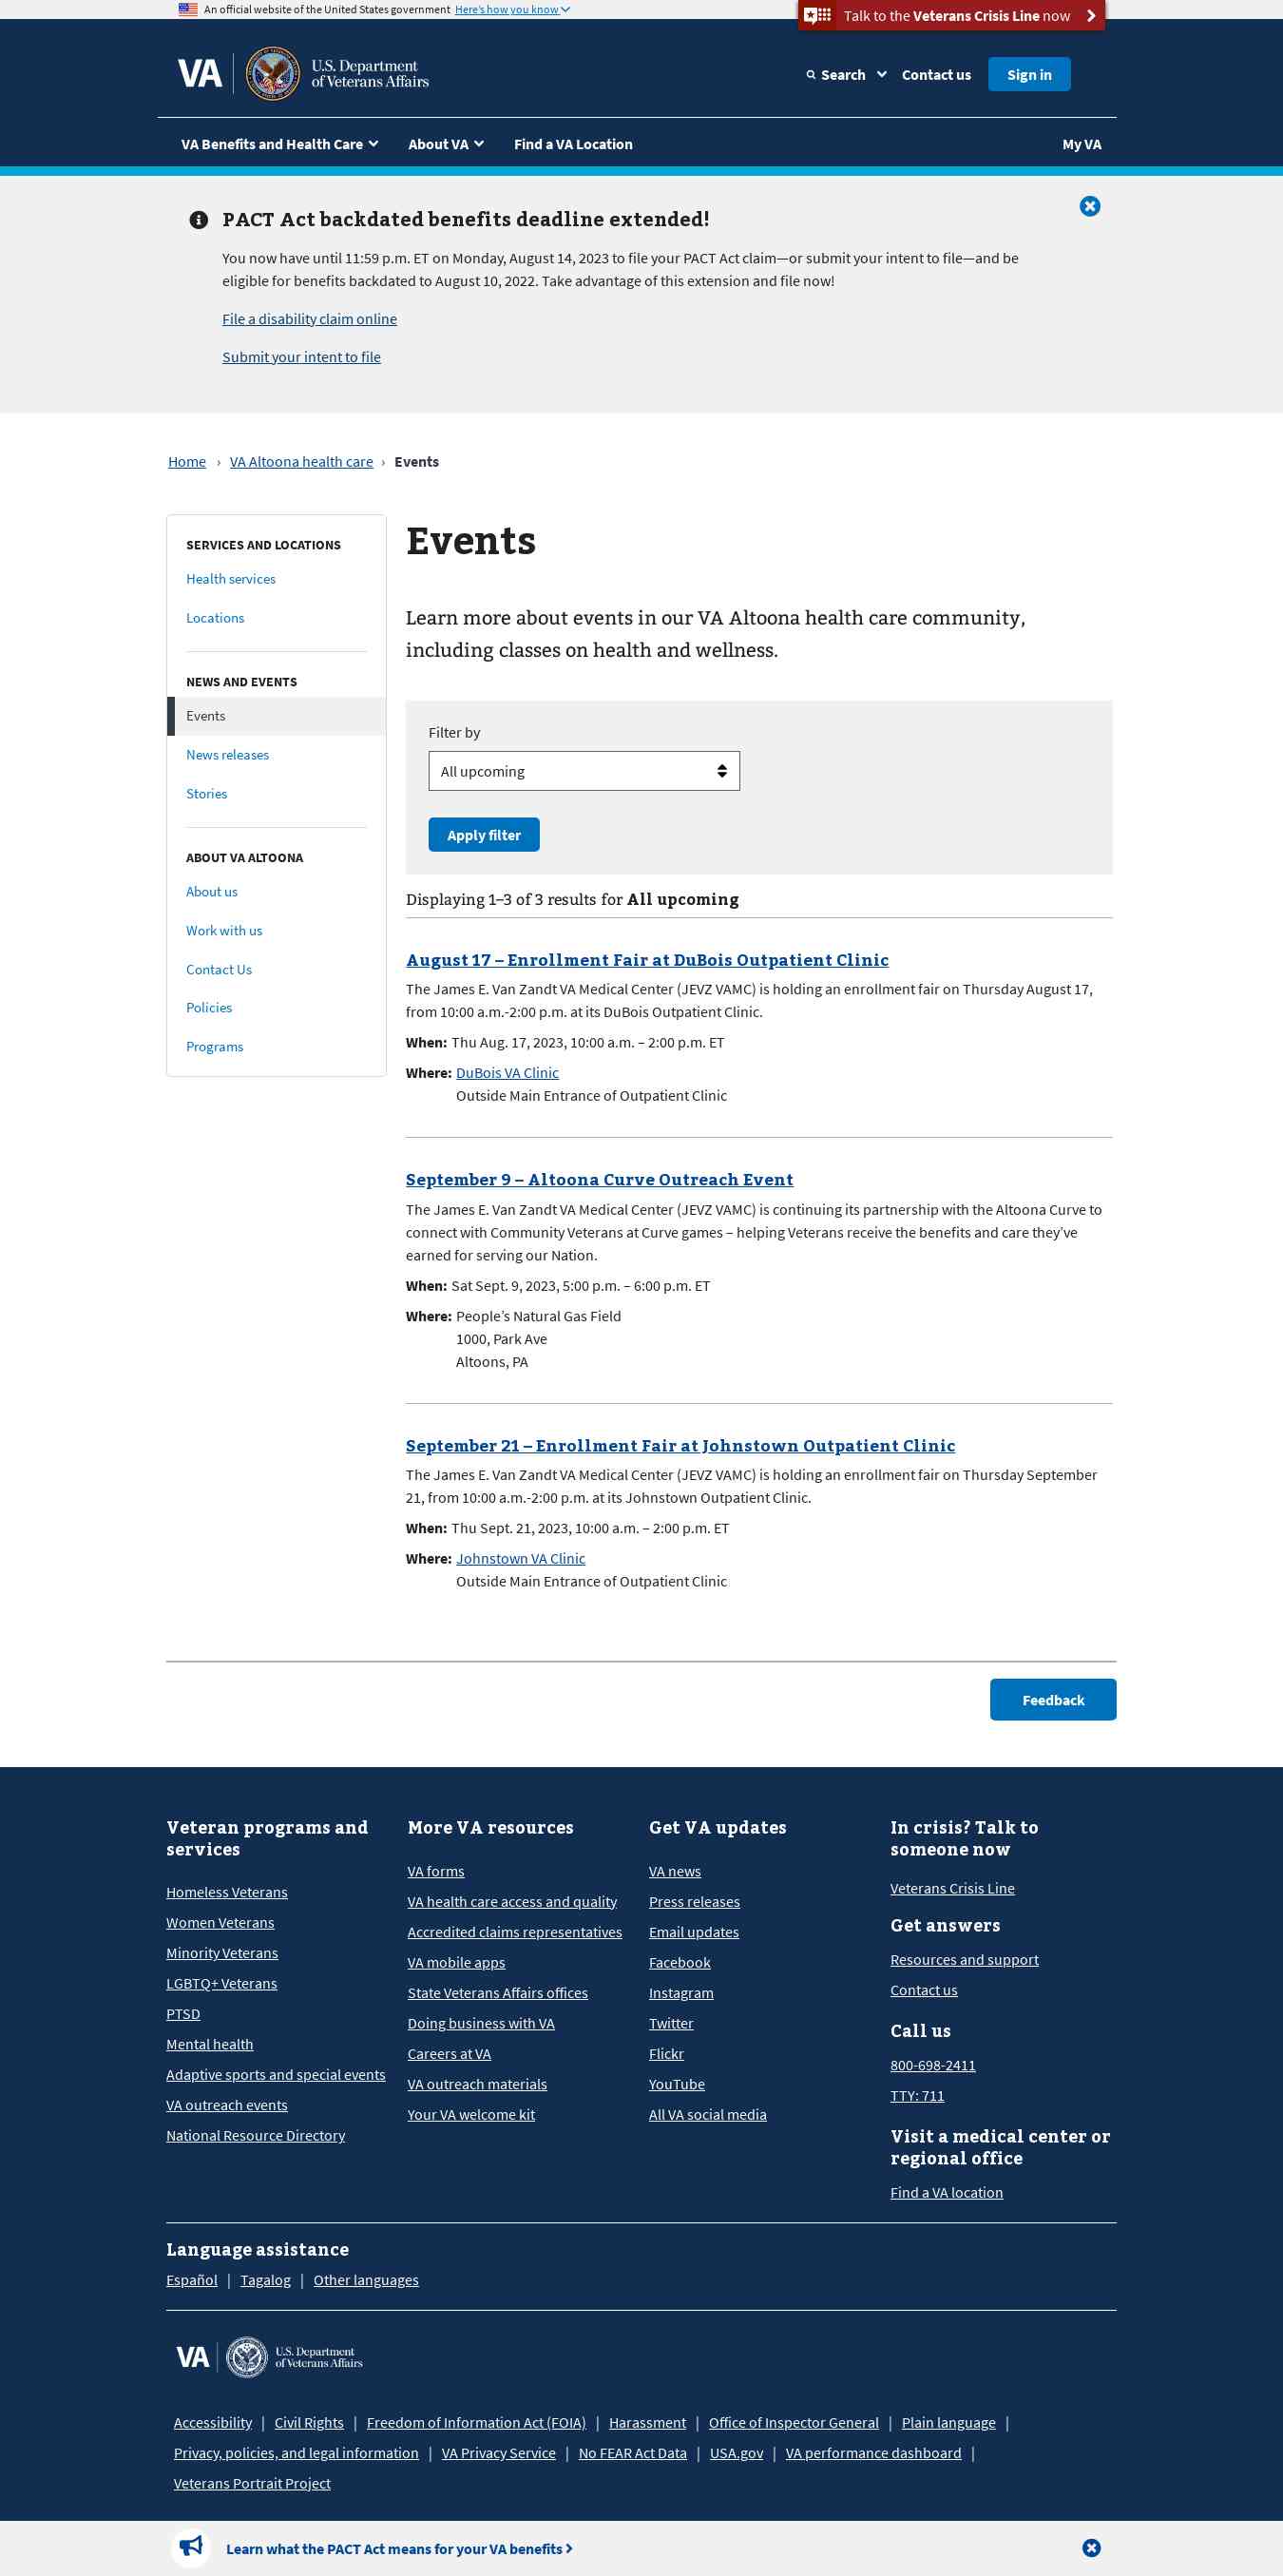 An official website of the United States government Here's how you know
Talk to the Veterans Crisis Line now
VA
U.S. Department
of Veterans Affairs
Search
Contact us
Sign in
VA Benefits and Health Care
About VA
Find a VA Location
My VA
PACT Act backdated benefits deadline extended!
You now have until 11:59 p.m. ET on Monday, August 14, 2023 to file your PACT Act claim—or submit your intent to file—and be
eligible for benefits backdated to August 10, 2022. Take advantage of this extension and file now!
File a disability claim online
Submit your intent to file
Home › VA Altoona health care › Events
SERVICES AND LOCATIONS
Health services
Locations
NEWS AND EVENTS
Events
News releases
Stories
ABOUT VA ALTOONA
About us
Work with us
Contact Us
Policies
Programs
Events
Learn more about events in our VA Altoona health care community,
including classes on health and wellness.
Filter by
All upcoming
Apply filter
Displaying 1–3 of 3 results for All upcoming
August 17 – Enrollment Fair at DuBois Outpatient Clinic
The James E. Van Zandt VA Medical Center (JEVZ VAMC) is holding an enrollment fair on Thursday August 17,
from 10:00 a.m.-2:00 p.m. at its DuBois Outpatient Clinic.
When: Thu Aug. 17, 2023, 10:00 a.m. – 2:00 p.m. ET
Where: DuBois VA Clinic
Outside Main Entrance of Outpatient Clinic
September 9 – Altoona Curve Outreach Event
The James E. Van Zandt VA Medical Center (JEVZ VAMC) is continuing its partnership with the Altoona Curve to
connect with Community Veterans at Curve games – helping Veterans receive the benefits and care they've
earned for serving our Nation.
When: Sat Sept. 9, 2023, 5:00 p.m. – 6:00 p.m. ET
Where: People's Natural Gas Field
1000, Park Ave
Altoons, PA
September 21 – Enrollment Fair at Johnstown Outpatient Clinic
The James E. Van Zandt VA Medical Center (JEVZ VAMC) is holding an enrollment fair on Thursday September
21, from 10:00 a.m.-2:00 p.m. at its Johnstown Outpatient Clinic.
When: Thu Sept. 21, 2023, 10:00 a.m. – 2:00 p.m. ET
Where: Johnstown VA Clinic
Outside Main Entrance of Outpatient Clinic
Feedback
Veteran programs and
services
Homeless Veterans
Women Veterans
Minority Veterans
LGBTQ+ Veterans
PTSD
Mental health
Adaptive sports and special events
VA outreach events
National Resource Directory
More VA resources
VA forms
VA health care access and quality
Accredited claims representatives
VA mobile apps
State Veterans Affairs offices
Doing business with VA
Careers at VA
VA outreach materials
Your VA welcome kit
Get VA updates
VA news
Press releases
Email updates
Facebook
Instagram
Twitter
Flickr
YouTube
All VA social media
In crisis? Talk to
someone now
Veterans Crisis Line
Get answers
Resources and support
Contact us
Call us
800-698-2411
TTY: 711
Visit a medical center or
regional office
Find a VA location
Language assistance
Español | Tagalog | Other languages
VA
U.S. Department
of Veterans Affairs
Accessibility | Civil Rights | Freedom of Information Act (FOIA) | Harassment | Office of Inspector General | Plain language |
Privacy, policies, and legal information | VA Privacy Service | No FEAR Act Data | USA.gov | VA performance dashboard |
Veterans Portrait Project
Learn what the PACT Act means for your VA benefits